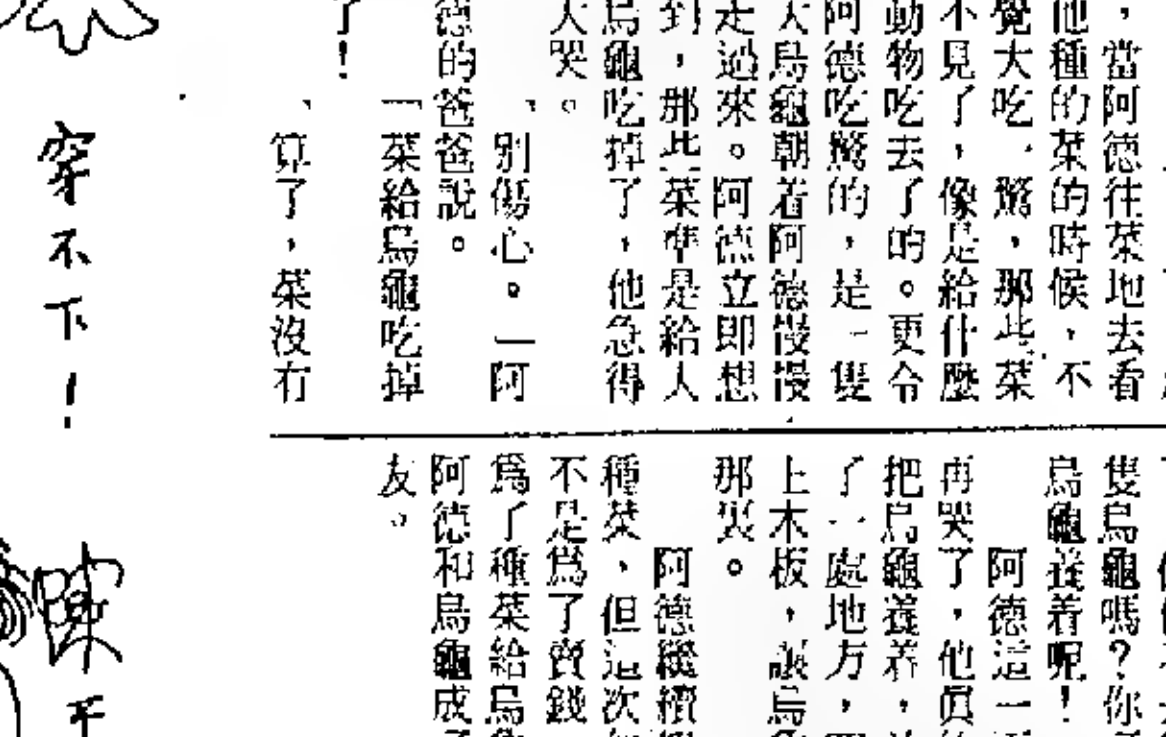 ，當阿德往菜地去看
他種的菜的時候，不
覺大吃一驚，那些菜
不見了，像是給什麼
動物吃去了的。更令
阿德吃驚的，是一隻
大烏龜朝着阿德慢慢
走過來。阿德立即想
到，那些菜準是給人
烏龜吃掉了，他急得
大哭。
「別傷心。」阿
德的爸爸說。
「菜給烏龜吃掉
了！
「算了，菜沒有
隻烏龜嗎？你
烏龜養着呢！
阿德這一
再哭了，他真
把烏龜養着，
了一處地方，
上木板，讓烏
那裏。
阿德繼續
種菜，但這次
不是爲了賣錢
爲了種菜給烏
阿德和烏龜成
友。
穿不下！
陳